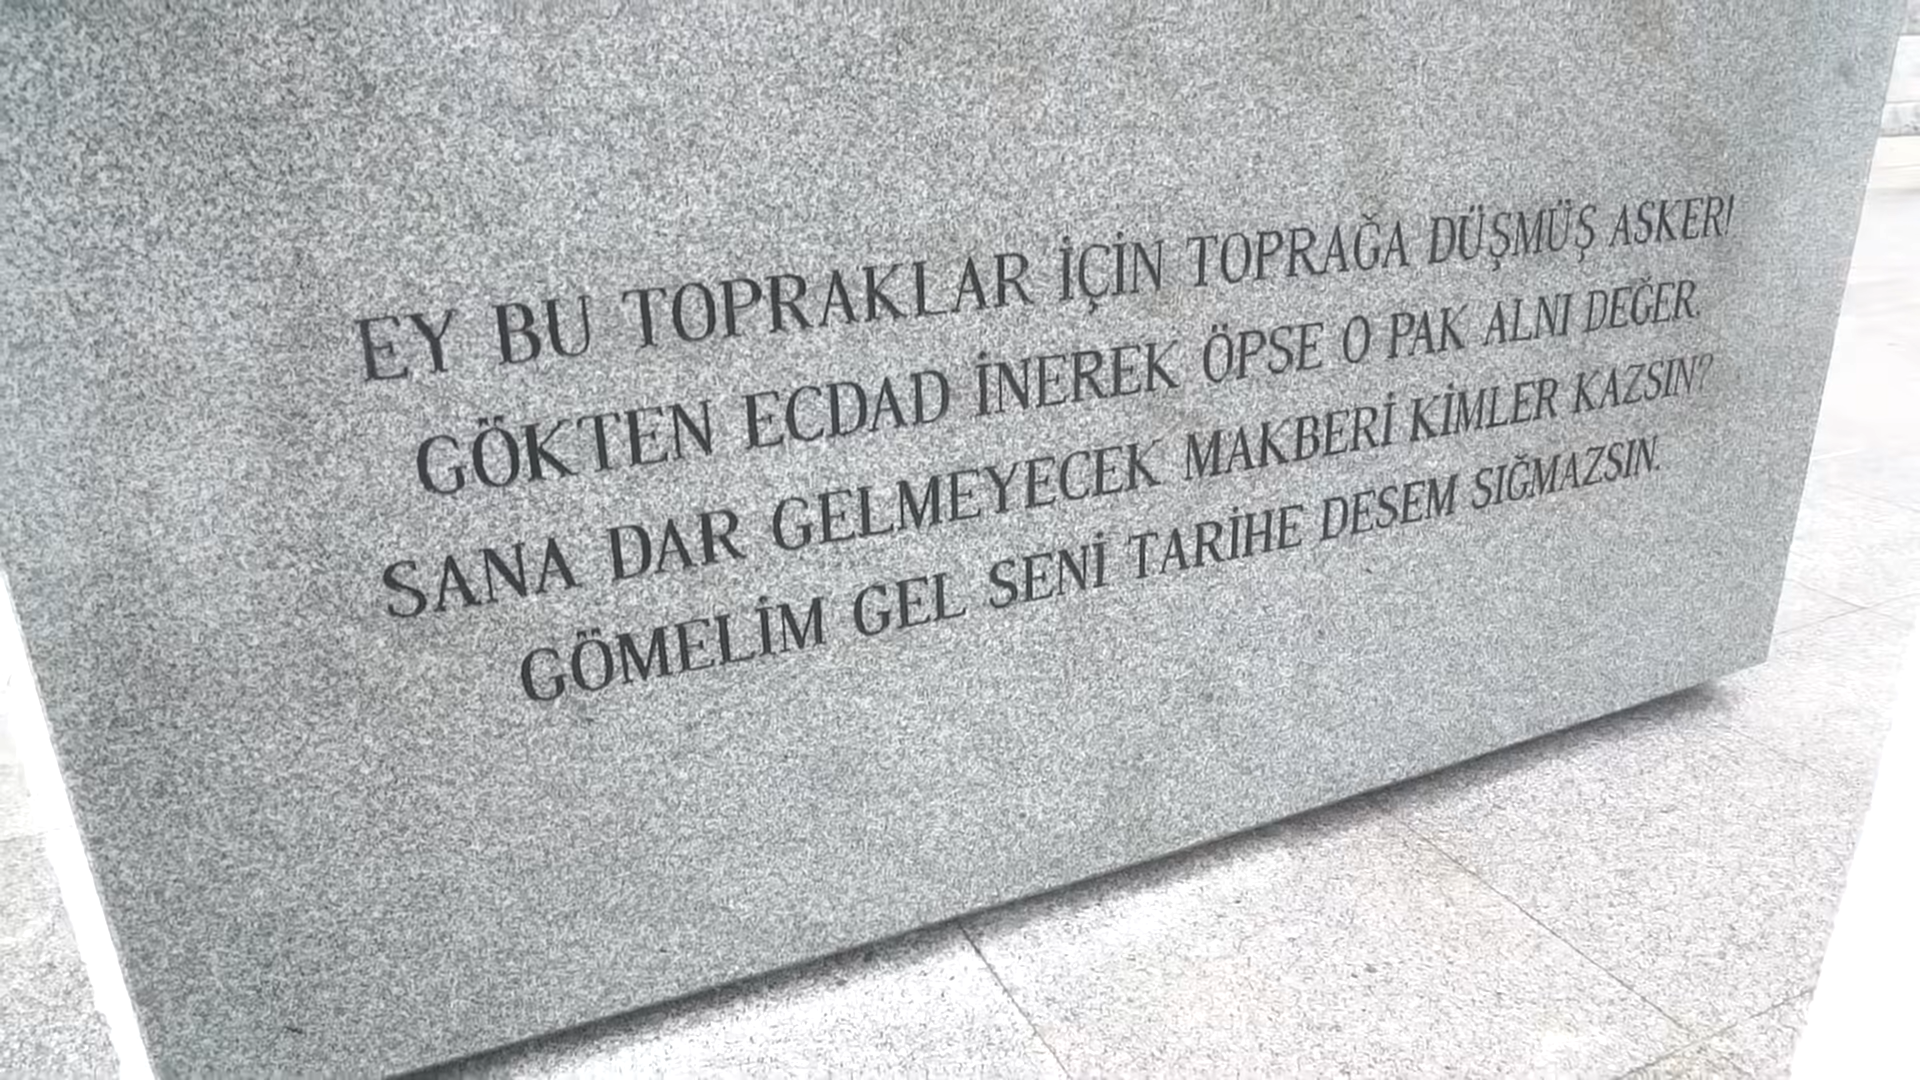 EY BU TOPRAKLAR İÇİN TOPRAĞA DÜŞMÜŞ ASKER!
GÖKTEN ECDAD İNEREK ÖPSE O PAK ALNI DEĞER.
SANA DAR GELMEYECEK MAKBERİ KİMLER KAZSIN?
GÖMELİM GEL SENİ TARİHE DESEM SIĞMAZSIN.